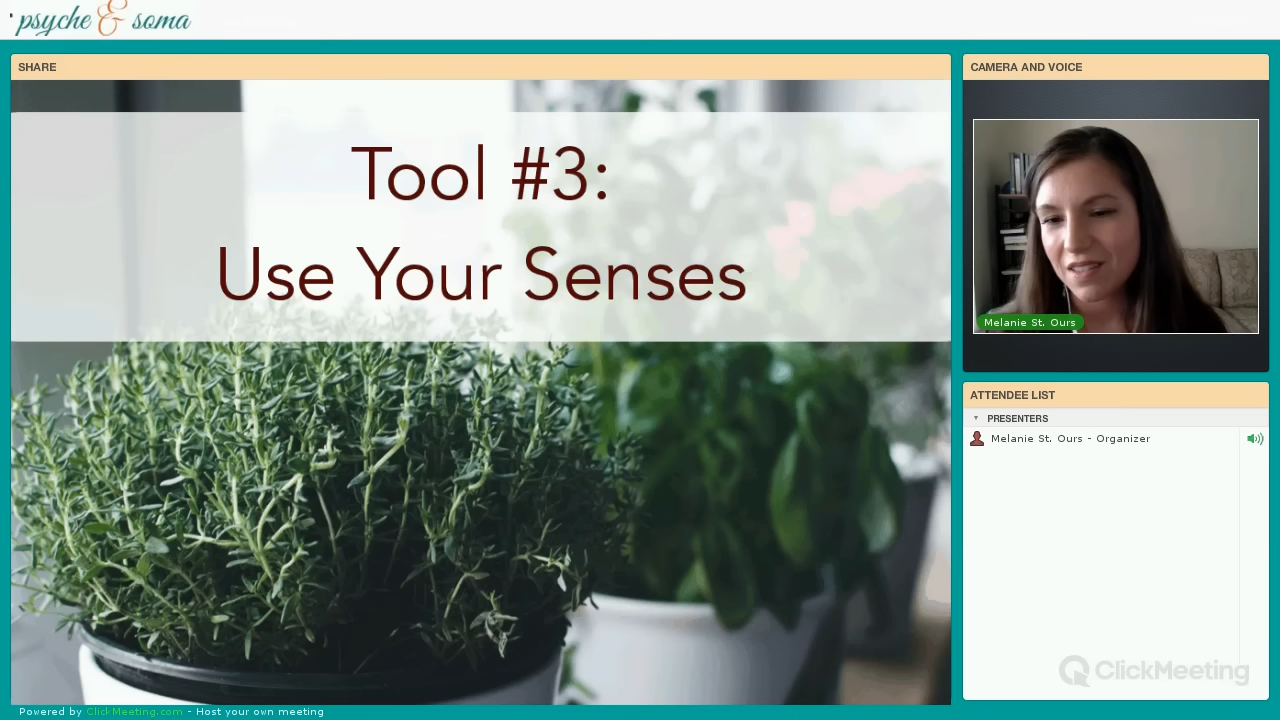 psyche & soma
SHARE
Tool #3:
Use Your Senses
CAMERA AND VOICE
Melanie St. Ours
ATTENDEE LIST
PRESENTERS
Melanie St. Ours - Organizer
ClickMeeting
Powered by ClickMeeting.com - Host your own meeting